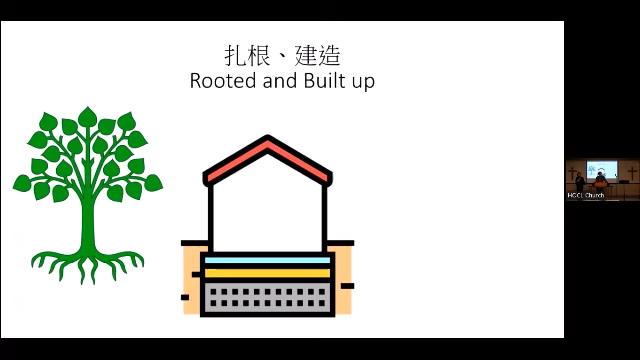 扎根、建造
Rooted and Built up
HGCL Church